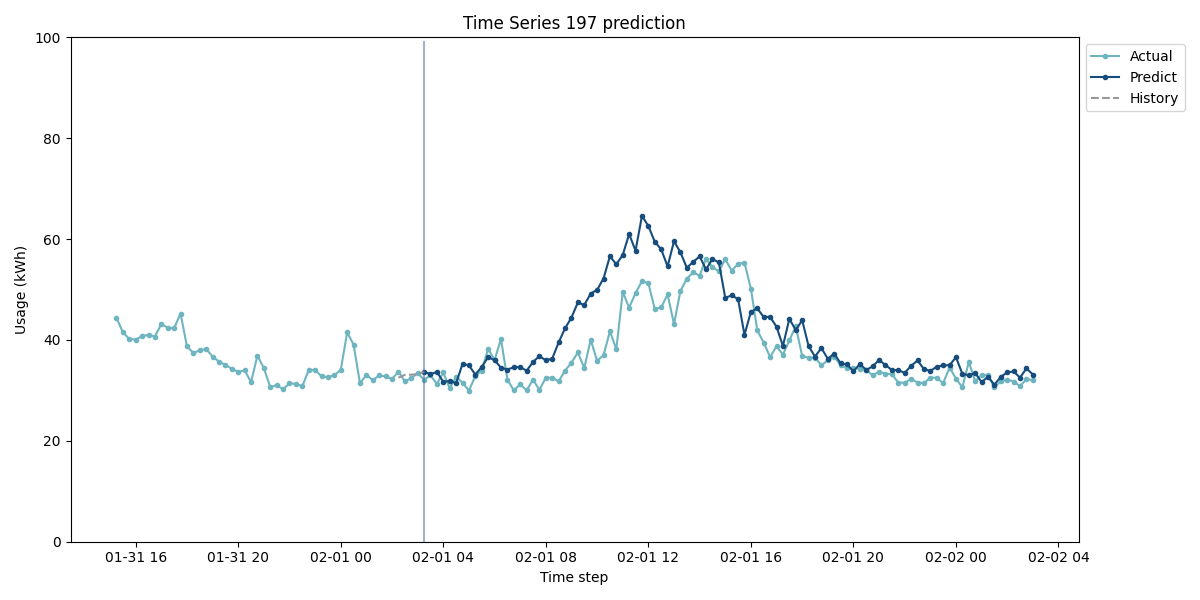 Time Series 197 prediction
Usage (kWh)
100
80
60
40
20
0
01-31 16
01-31 20
02-01 00
02-01 04
02-01 08
02-01 12
02-01 16
02-01 20
02-02 00
02-02 04
Time step
Actual
Predict
History